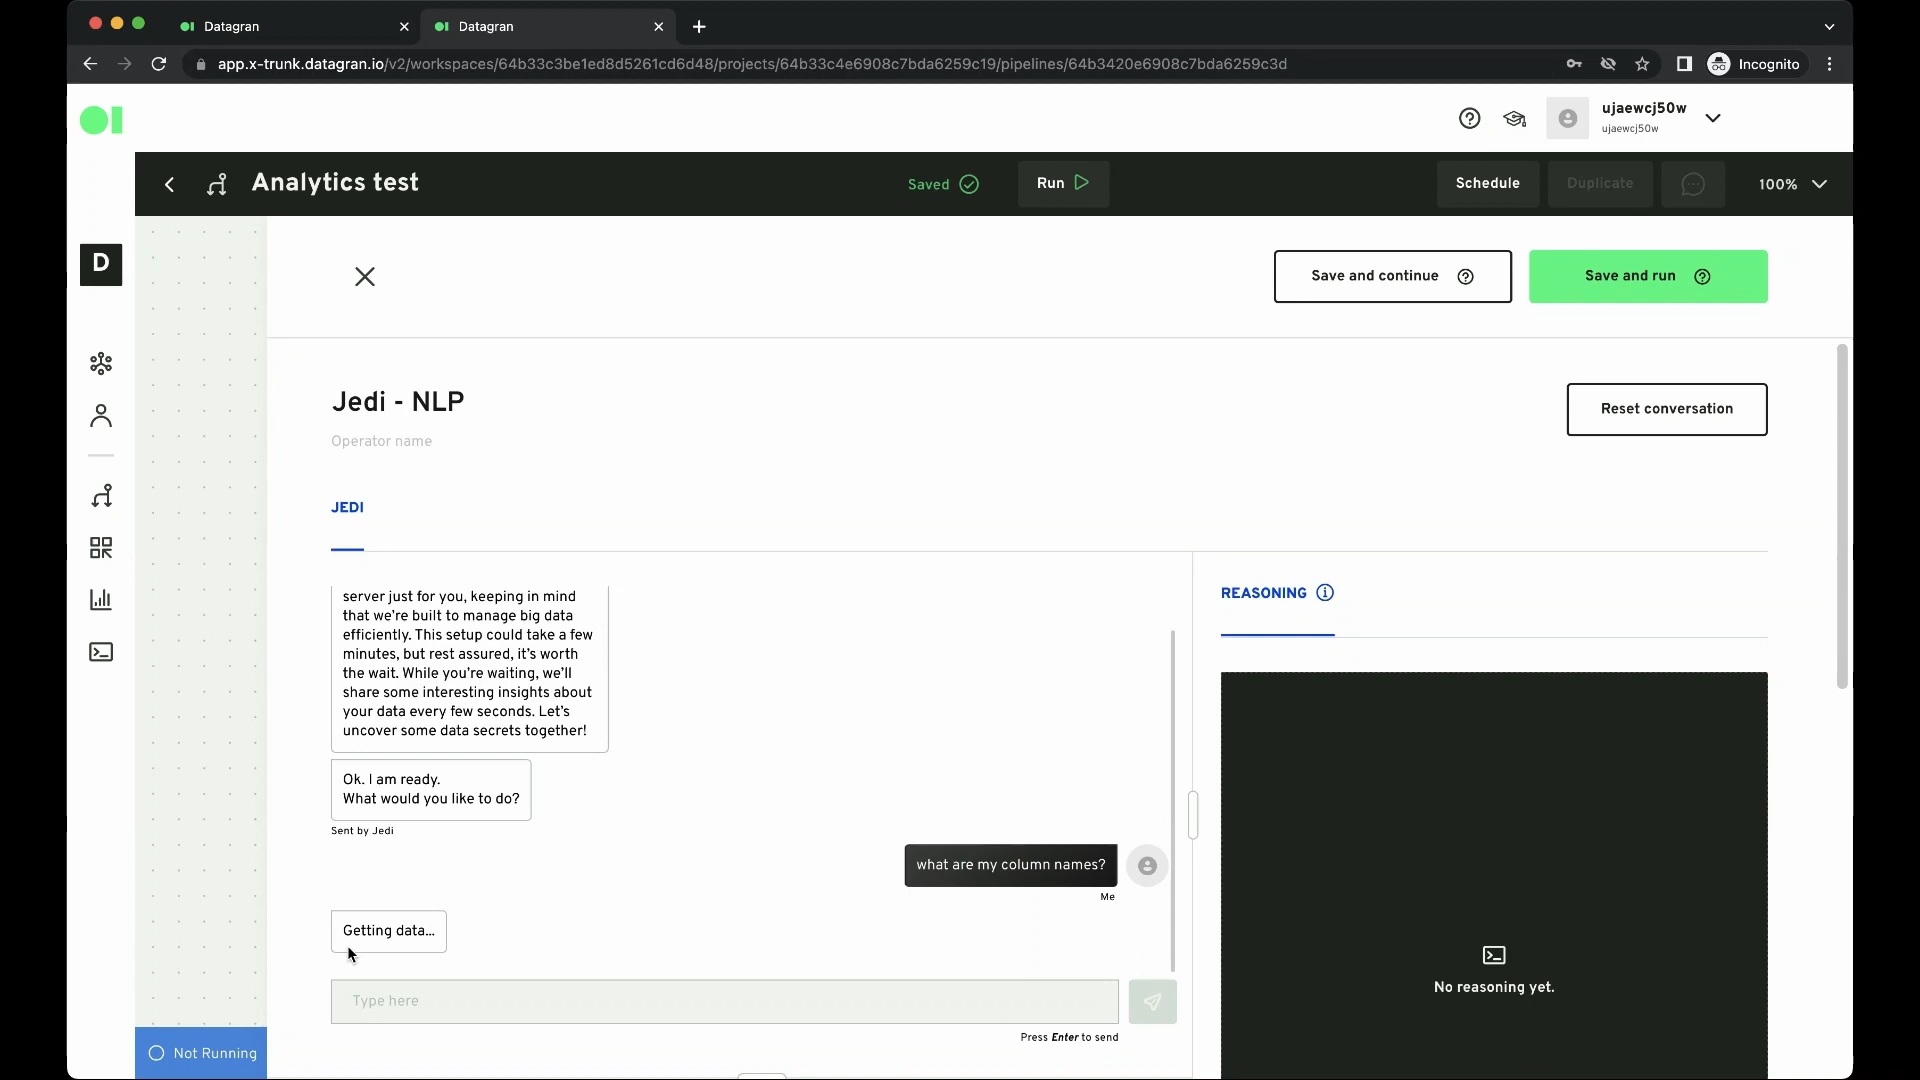 Datagran
Datagran
app.x-trunk.datagran.io/v2/workspaces/64b33c3be1ed8d5261cd6d48/projects/64b33c4e6908c7bda6259c19/pipelines/64b3420e6908c7bda6259c3d
Incognito
ujaewcj50w
ujaewcj50w
Analytics test
Saved
Run
Schedule
Duplicate
100%
D
Save and continue
Save and run
Jedi - NLP
Operator name
Reset conversation
JEDI
server just for you, keeping in mind
that we're built to manage big data
efficiently. This setup could take a few
minutes, but rest assured, it's worth
the wait. While you're waiting, we'll
share some interesting insights about
your data every few seconds. Let's
uncover some data secrets together!
Ok. I am ready.
What would you like to do?
Sent by Jedi
what are my column names?
Me
Getting data...
Type here
Press Enter to send
REASONING
No reasoning yet.
Not Running